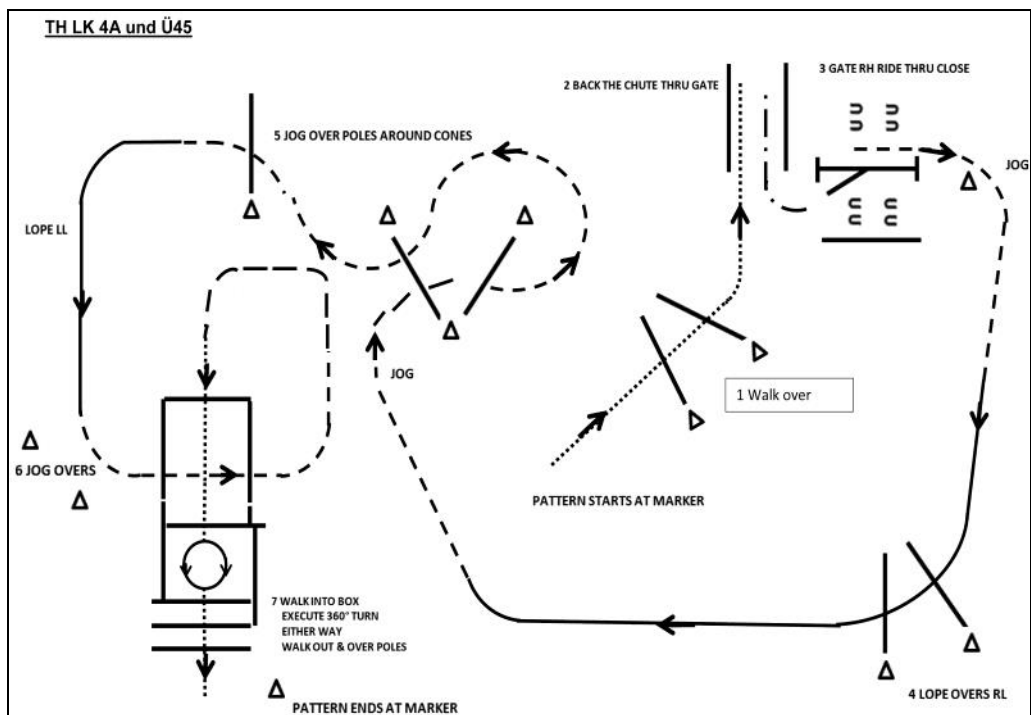 TH LK 4A und Ü45
3 GATE RH RIDE THRU CLOSE
2 BACK THE CHUTE THRU GATE
5 JOG OVER POLES AROUND CONES
JOG
LOPE LL
JOG
1 Walk over
6 JOG OVERS
PATTERN STARTS AT MARKER
7 WALK INTO BOX
EXECUTE 360° TURN
EITHER WAY
WALK OUT & OVER POLES
4 LOPE OVERS RL
PATTERN ENDS AT MARKER